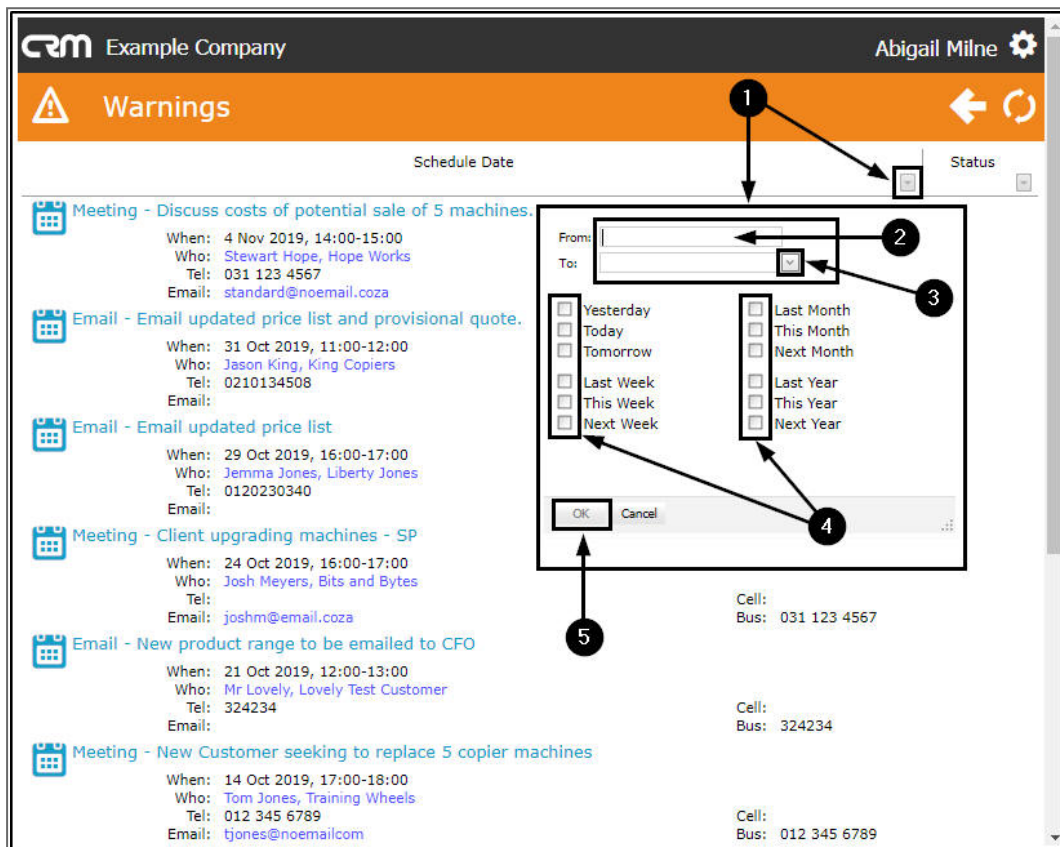 CRM Example Company
Abigail Milne
Warnings
1
Schedule Date
Status
Meeting - Discuss costs of potential sale of 5 machines.
When: 4 Nov 2019, 14:00-15:00
Who: Stewart Hope, Hope Works
Tel: 031 123 4567
Email: standard@noemail.coza
Email - Email updated price list and provisional quote.
When: 31 Oct 2019, 11:00-12:00
Who: Jason King, King Copiers
Tel: 0210134508
Email:
Email - Email updated price list
When: 29 Oct 2019, 16:00-17:00
Who: Jemma Jones, Liberty Jones
Tel: 0120230340
Email:
Meeting - Client upgrading machines - SP
When: 24 Oct 2019, 16:00-17:00
Who: Josh Meyers, Bits and Bytes
Tel:
Cell:
Email: joshm@email.coza
Bus: 031 123 4567
Email - New product range to be emailed to CFO
When: 21 Oct 2019, 12:00-13:00
Who: Mr Lovely, Lovely Test Customer
Tel: 324234
Cell:
Email:
Bus: 324234
Meeting - New Customer seeking to replace 5 copier machines
When: 14 Oct 2019, 17:00-18:00
Who: Tom Jones, Training Wheels
Tel: 012 345 6789
Cell:
Email: tjones@noemailcom
Bus: 012 345 6789
From:
2
To:
3
Yesterday
Today
Tomorrow
Last Week
This Week
Next Week
Last Month
This Month
Next Month
Last Year
This Year
Next Year
OK
Cancel
4
5